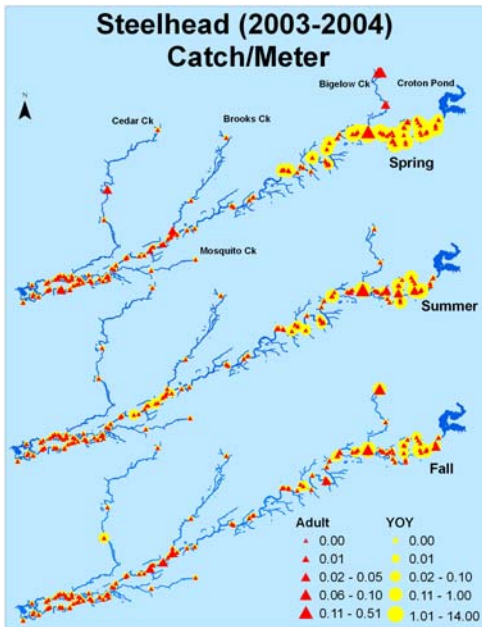 Steelhead (2003-2004)
Catch/Meter
N
Bigelow Ck
Croton Pond
Cedar Ck
Brooks Ck
Spring
Mosquito Ck
Summer
Fall
Adult
YOY
0.00
0.00
0.01
0.01
0.02 - 0.05
0.02 - 0.10
0.06 - 0.10
0.11 - 1.00
0.11 - 0.51
1.01 - 14.00